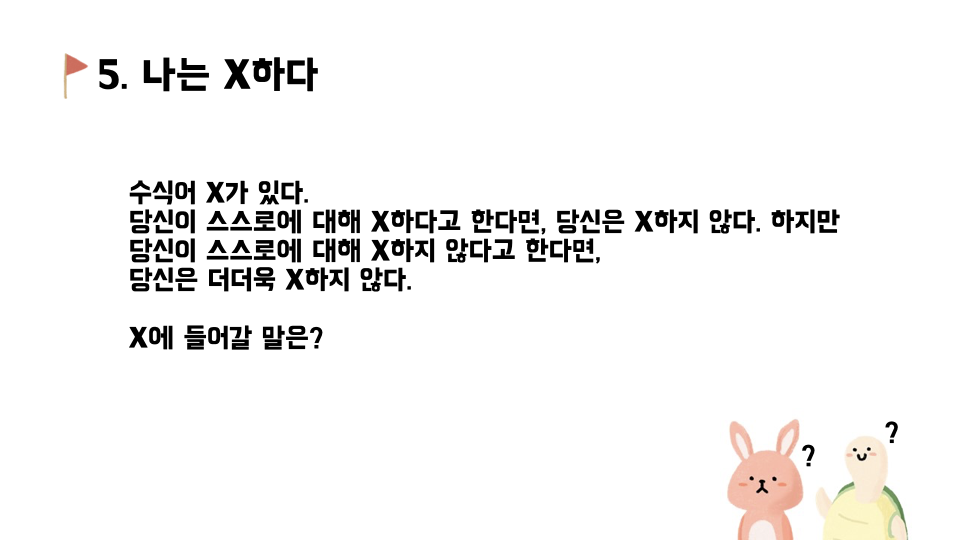 5. 나는 X하다
수식어 X가 있다.
당신이 스스로에 대해 X하다고 한다면, 당신은 X하지 않다. 하지만
당신이 스스로에 대해 X하지 않다고 한다면,
당신은 더더욱 X하지 않다.
X에 들어갈 말은?
?
?